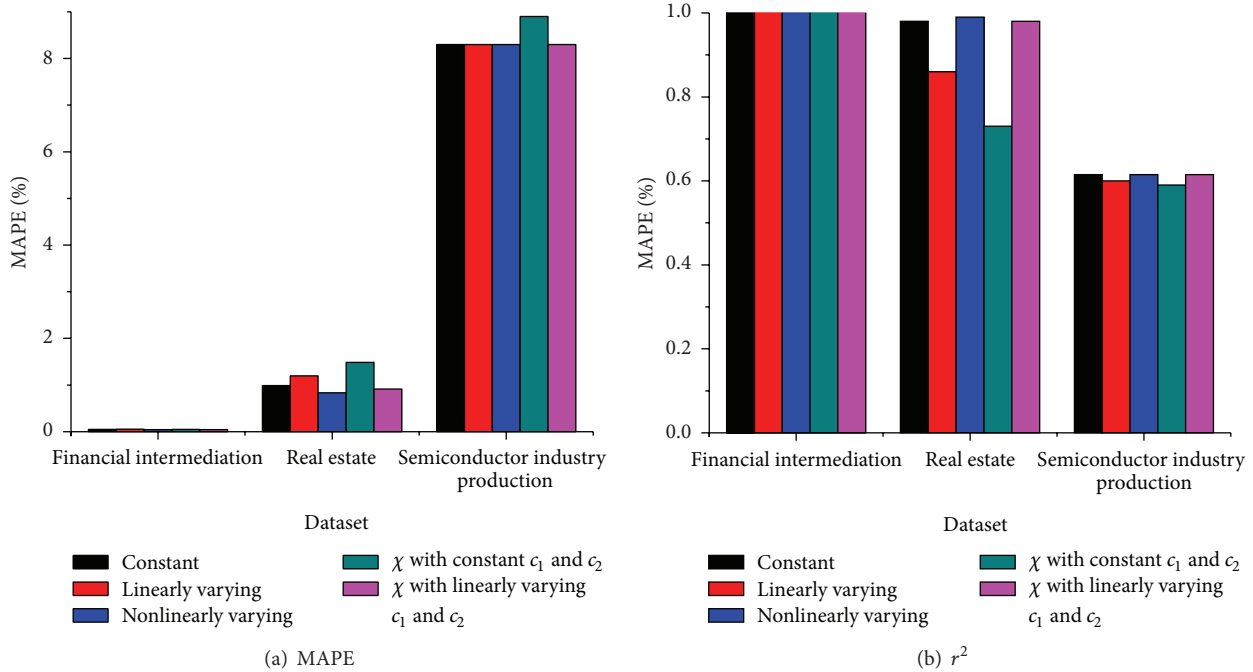 8
6
4
2
0
MAPE (%)
Financial intermediation
Real estate
Semiconductor industry
production
Dataset
Constant
Linearly varying
Nonlinearly varying
χ with constant c₁ and c₂
χ with linearly varying
c₁ and c₂
(a) MAPE
1.0
0.8
0.6
0.4
0.2
0.0
MAPE (%)
Financial intermediation
Real estate
Semiconductor industry
production
Dataset
Constant
Linearly varying
Nonlinearly varying
χ with constant c₁ and c₂
χ with linearly varying
c₁ and c₂
(b) r²